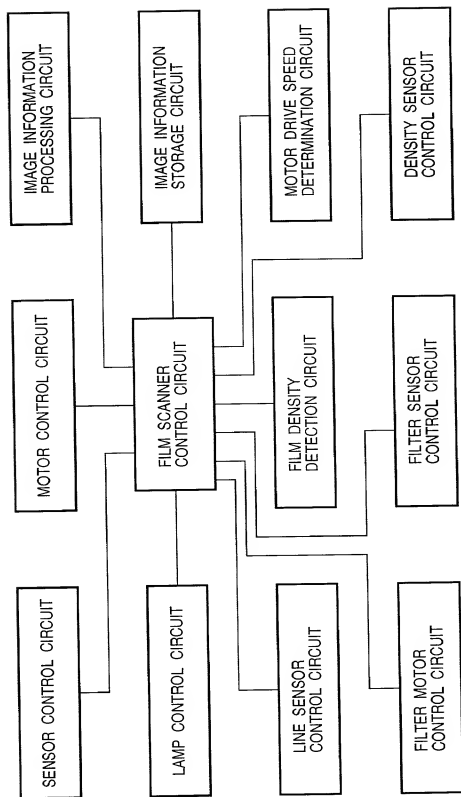 SENSOR CONTROL CIRCUIT
MOTOR CONTROL CIRCUIT
IMAGE INFORMATION
PROCESSING CIRCUIT
LAMP CONTROL CIRCUIT
FILM SCANNER
CONTROL CIRCUIT
IMAGE INFORMATION
STORAGE CIRCUIT
LINE SENSOR
CONTROL CIRCUIT
FILM DENSITY
DETECTION CIRCUIT
MOTOR DRIVE SPEED
DETERMINATION CIRCUIT
FILTER MOTOR
CONTROL CIRCUIT
FILTER SENSOR
CONTROL CIRCUIT
DENSITY SENSOR
CONTROL CIRCUIT